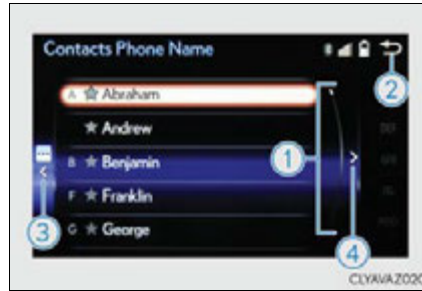 Contacts Phone Name
2
A Abraham
Andrew
1
B Benjamin
F Franklin
3
4
G George
CLYAVAZ020